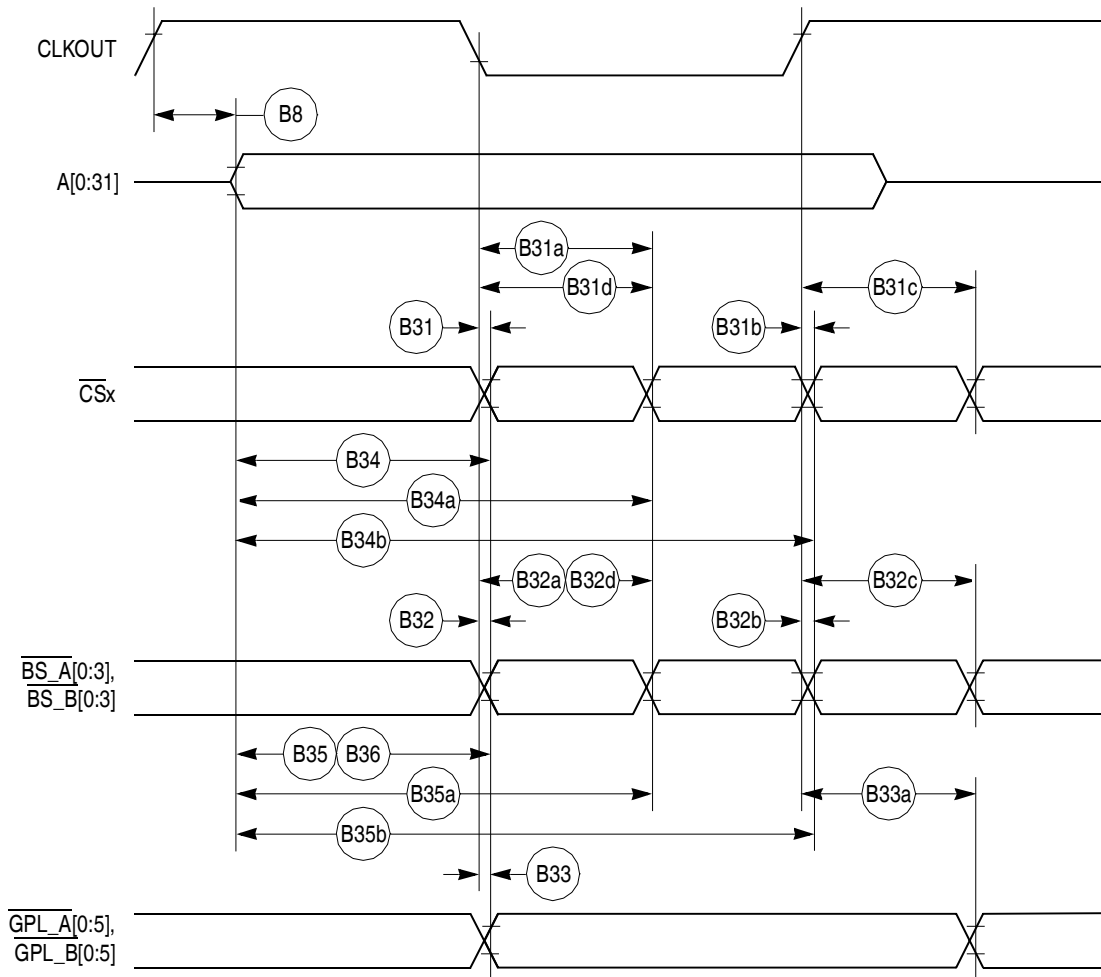 CLKOUT
B8
A[0:31]
B31a
B31d
B31c
B31
B31b
CSx
B34
B34a
B34b
B32a B32d
B32c
B32
B32b
BS_A[0:3],
BS_B[0:3]
B35 B36
B35a
B33a
B35b
B33
GPL_A[0:5],
GPL_B[0:5]